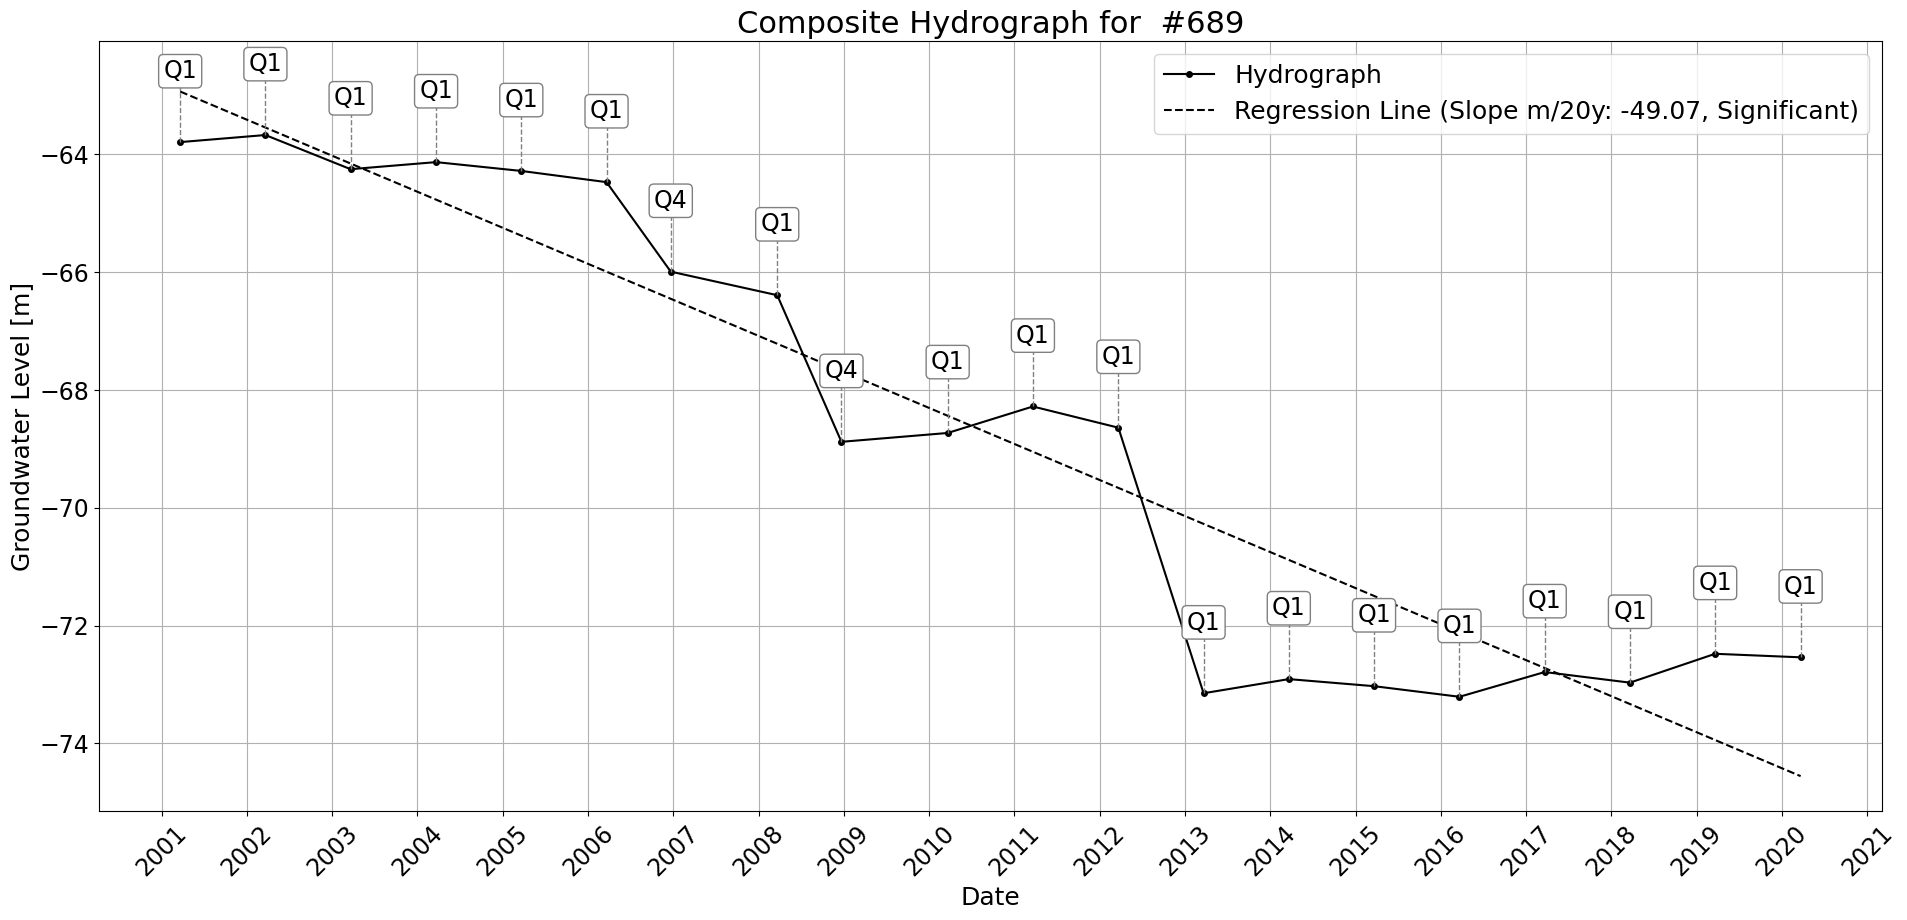 Composite Hydrograph for  #689
Hydrograph
Regression Line (Slope m/20y: -49.07, Significant)
Q1
Q1
Q1
Q1
Q1
Q1
Q4
Q1
Q4
Q1
Q1
Q1
Q1
Q1
Q1
Q1
Q1
Q1
Q1
Q1
Groundwater Level [m]
−64
−66
−68
−70
−72
−74
2001
2002
2003
2004
2005
2006
2007
2008
2009
2010
2011
2012
2013
2014
2015
2016
2017
2018
2019
2020
2021
Date